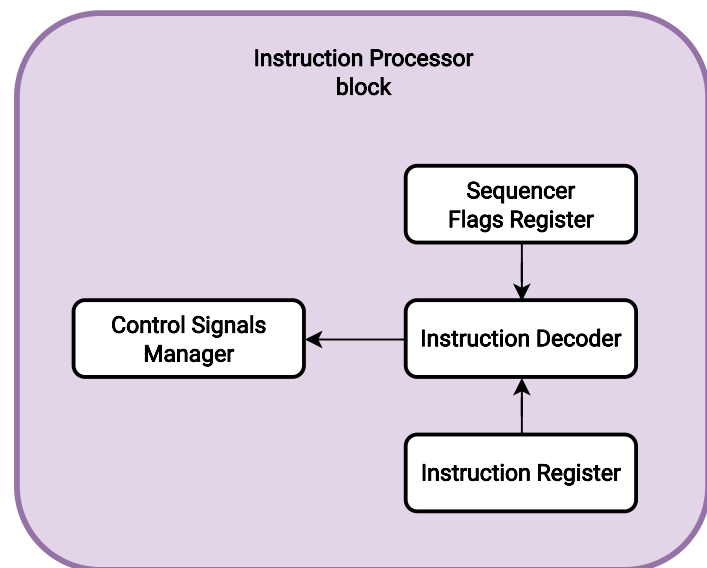 Instruction Processor
block
Sequencer
Flags Register
Control Signals
Manager
Instruction Decoder
Instruction Register